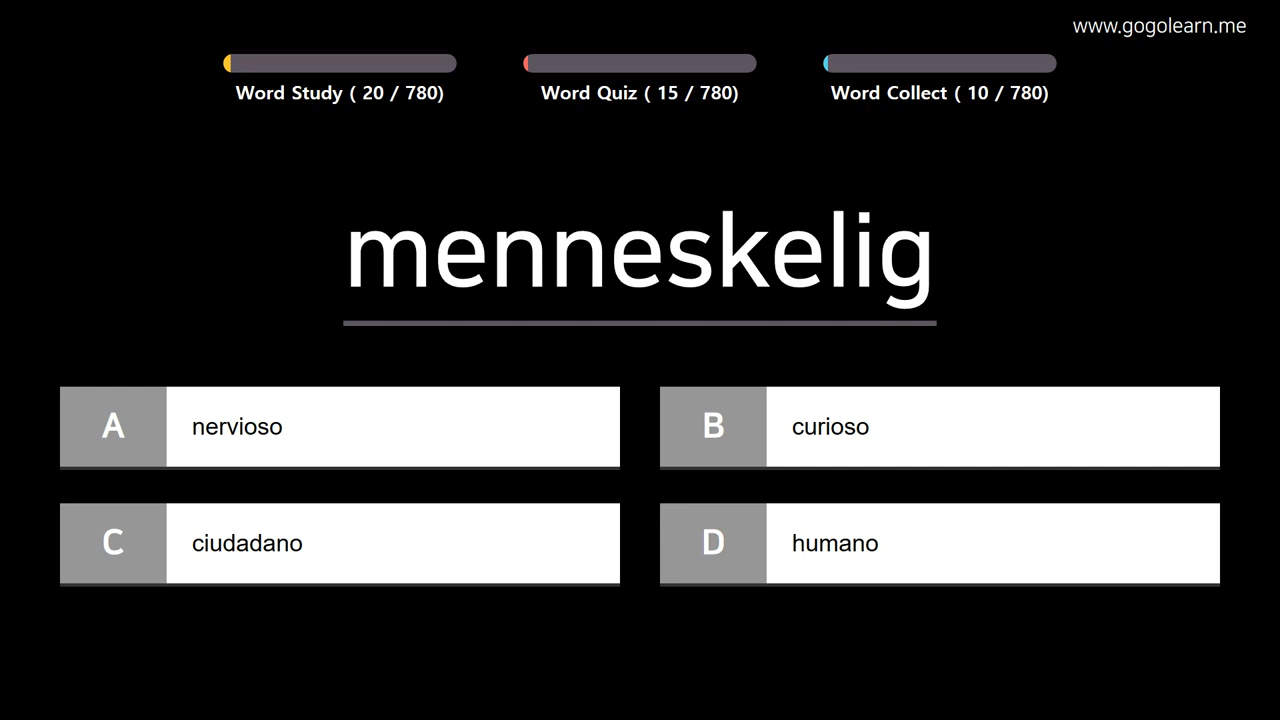 www.gogolearn.me
Word Study ( 20 / 780)
Word Quiz ( 15 / 780)
Word Collect ( 10 / 780)
menneskelig
A nervioso
B curioso
C ciudadano
D humano